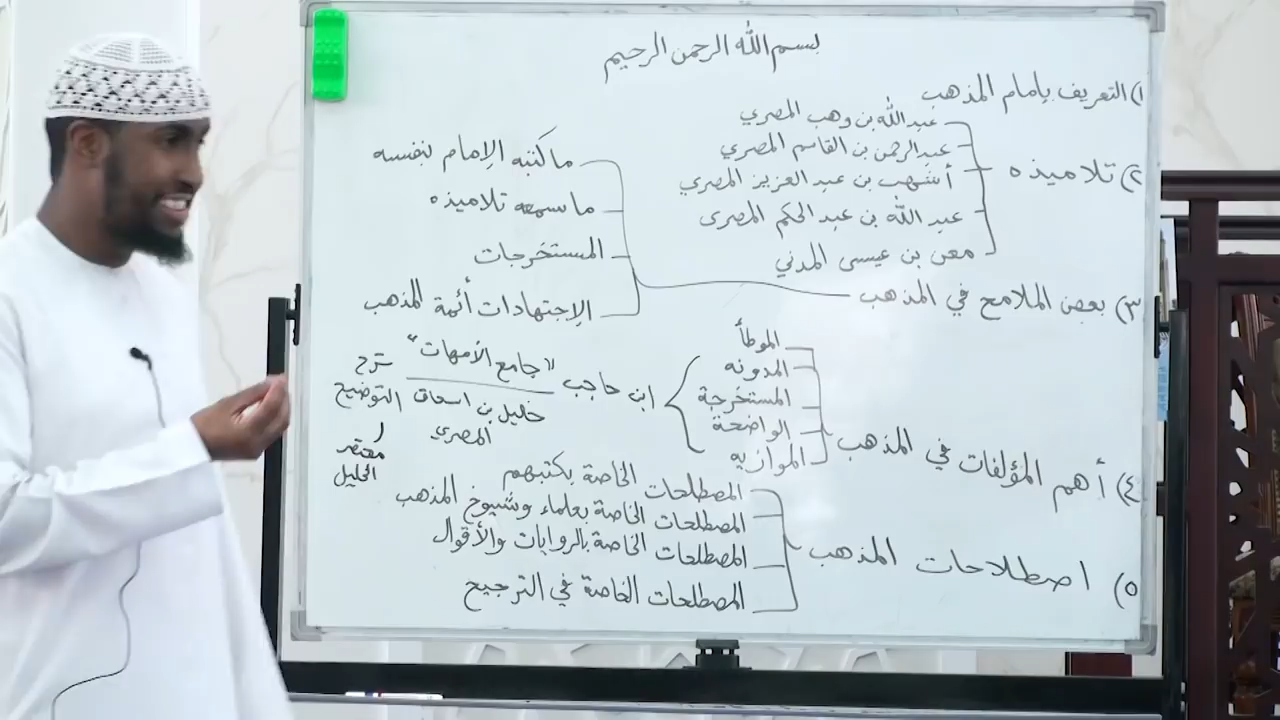 بسم الله الرحمن الرحيم
١) التعريف بإمام المذهب
٢) تلاميذه
عبد الله بن وهب المصري
عبد الرحمن بن القاسم المصري
أشهب بن عبد العزيز المصري
عبد الله بن عبد الحكم المصرى
معن بن عيسى المدني
٣) بعض الملامح في المذهب
ما كتبه الإمام بنفسه
ما سمعه تلاميذه
المستخرجات
الإجتهادات أئمة المذهب
٤) أهم المؤلفات في المذهب
الموطأ
المدونه
المستخرجة
الواضحة
الموازيه
ابن حاجب "جامع الأمهات"
خليل بن اسحاق
المصري
شرح
التوضيح
مختصر
الخليل
٥) اصطلاحات المذهب
المصطلحات الخاصة بكتبهم
المصطلحات الخاصة بعلماء وشيوخ المذهب
المصطلحات الخاصة بالروايات والأقوال
المصطلحات الخاصة في الترجيح